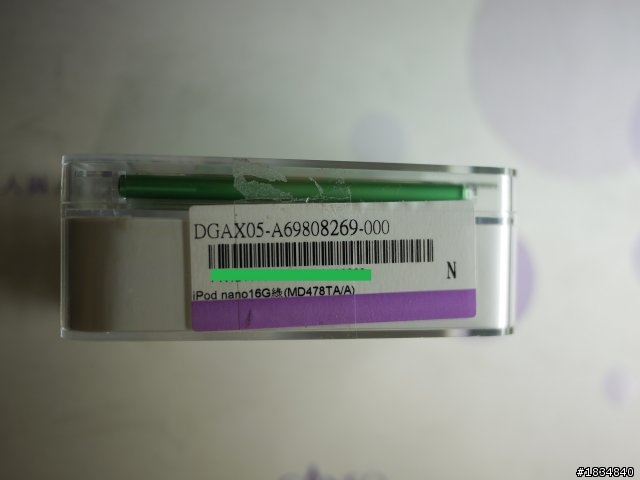 DGAX05-A69808269-000
N
iPod nano16G綠(MD478TA/A)
#1834840